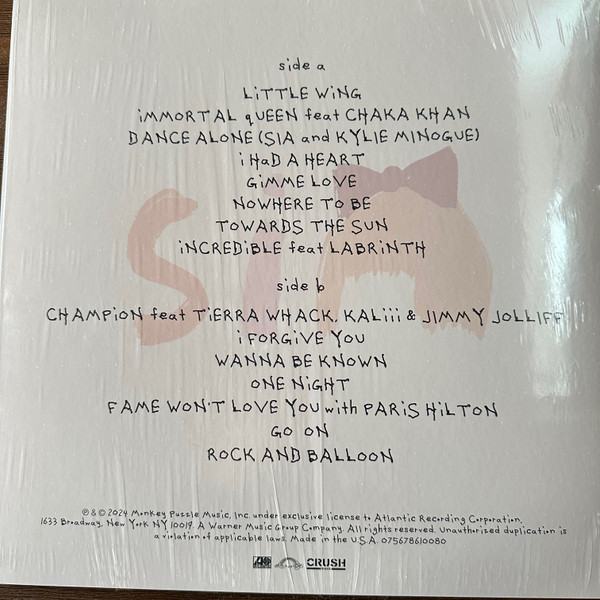 side a
LiTTLE WiNG
iMMORTAL qUEEN feat CHAKA KHAN
DANCE ALONE (SIA and KYLIE MINOGUE)
i HaD A HEART
GiMME LOVE
NOWHERE TO BE
TOWARDS THE SUN
iNCREDiBLE feat LABRiNTH
side b
CHAMPiON feat TiERRA WHACK, KALiii & JIMMY JOLLIFF
i FORGiVE YOU
WANNA BE KNOWN
ONE NiGHT
FAME WON'T LOVE YOU with PARiS HiLTON
GO ON
ROCK AND BALLOON
SIA
℗ & © 2024 Monkey Puzzle Music, Inc. under exclusive license to Atlantic Recording Corporation,
1633 Broadway, New York NY 10019. A Warner Music Group Company. All rights reserved. Unauthorized duplication is
a violation of applicable laws. Made in the U.S.A. 075678610080
CRUSH